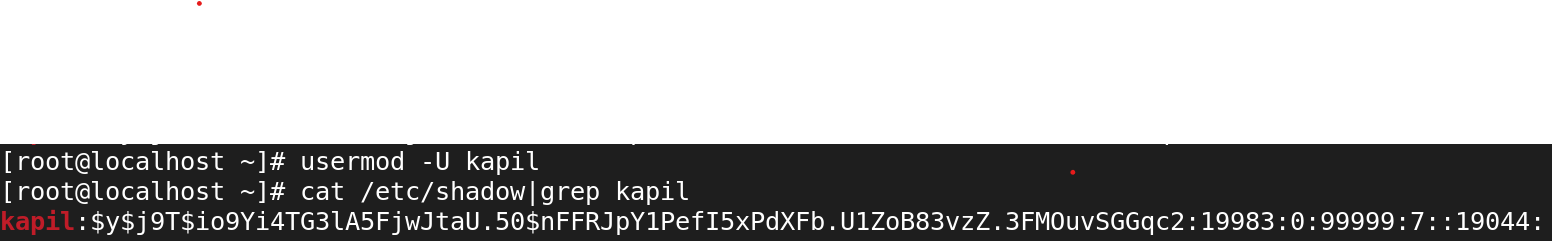 [root@localhost ~]# usermod -U kapil
[root@localhost ~]# cat /etc/shadow|grep kapil
kapil:$y$j9T$io9Yi4TG3lA5FjwJtaU.50$nFFRJpY1PefI5xPdXFb.U1ZoB83vzZ.3FMOuvSGGqc2:19983:0:99999:7::19044: